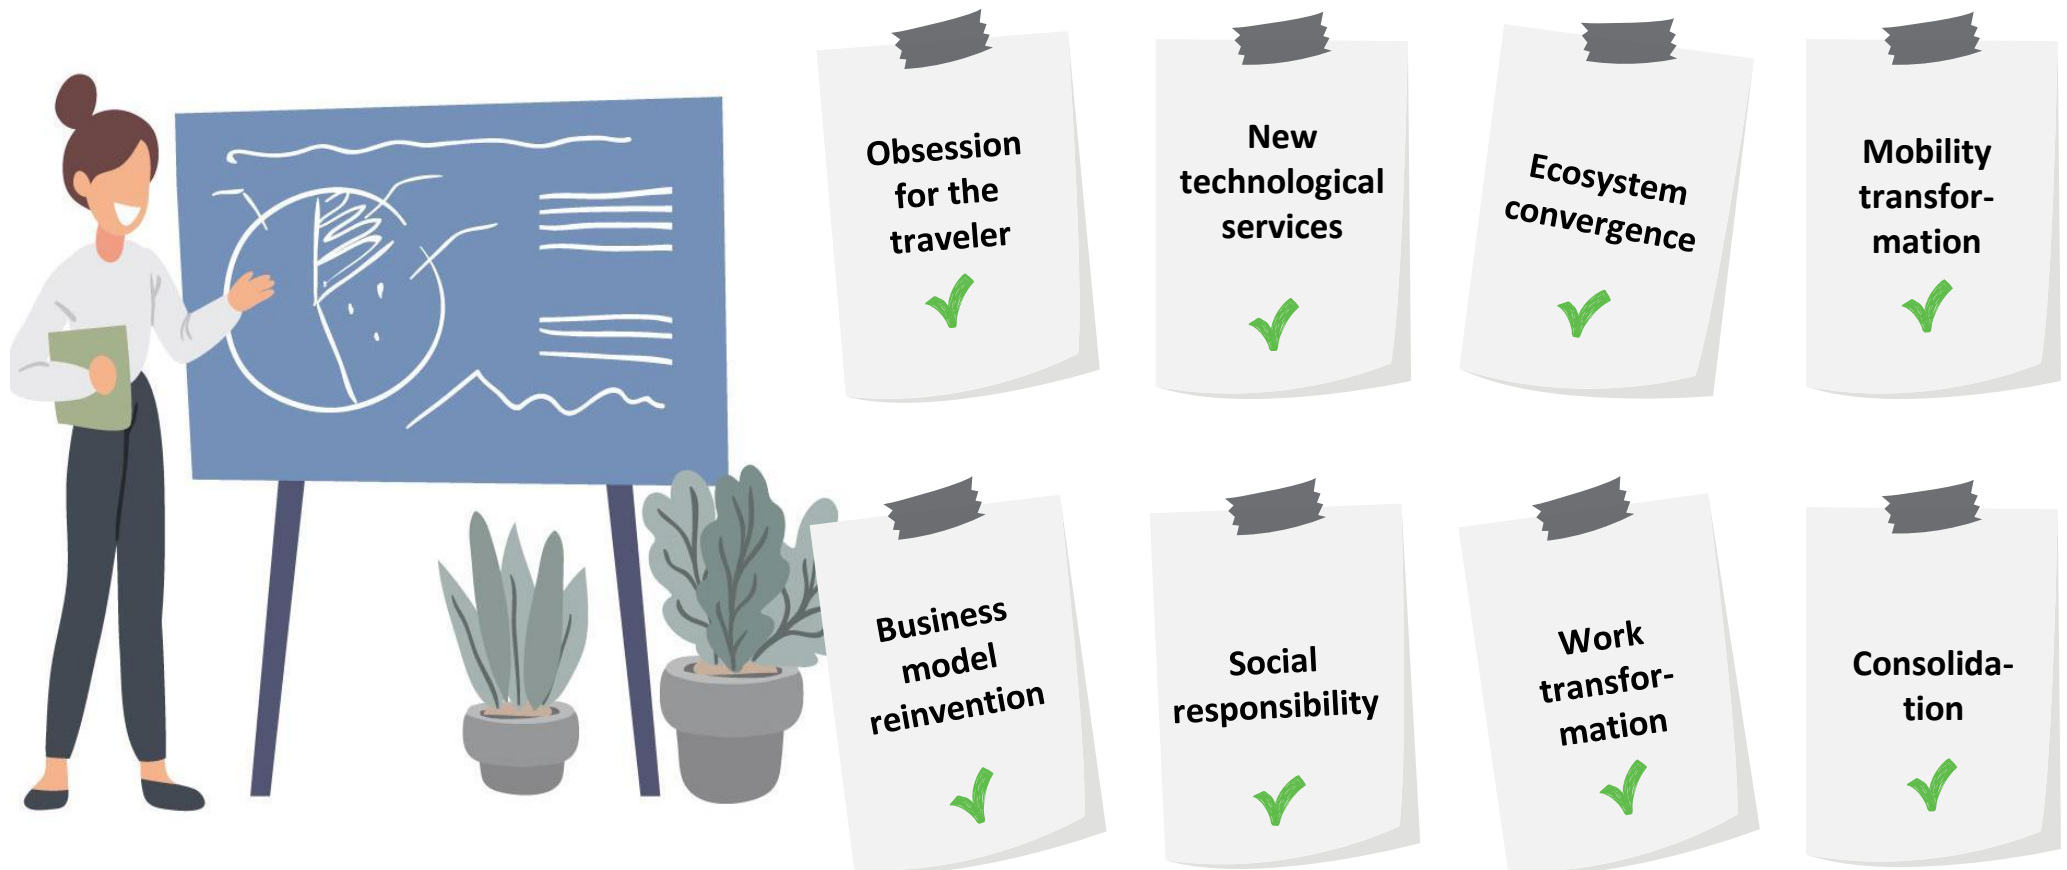 Obsession
for the
traveler
New
technological
services
Ecosystem
convergence
Mobility
transfor-
mation
Business
model
reinvention
Social
responsibility
Work
transfor-
mation
Consolida-
tion